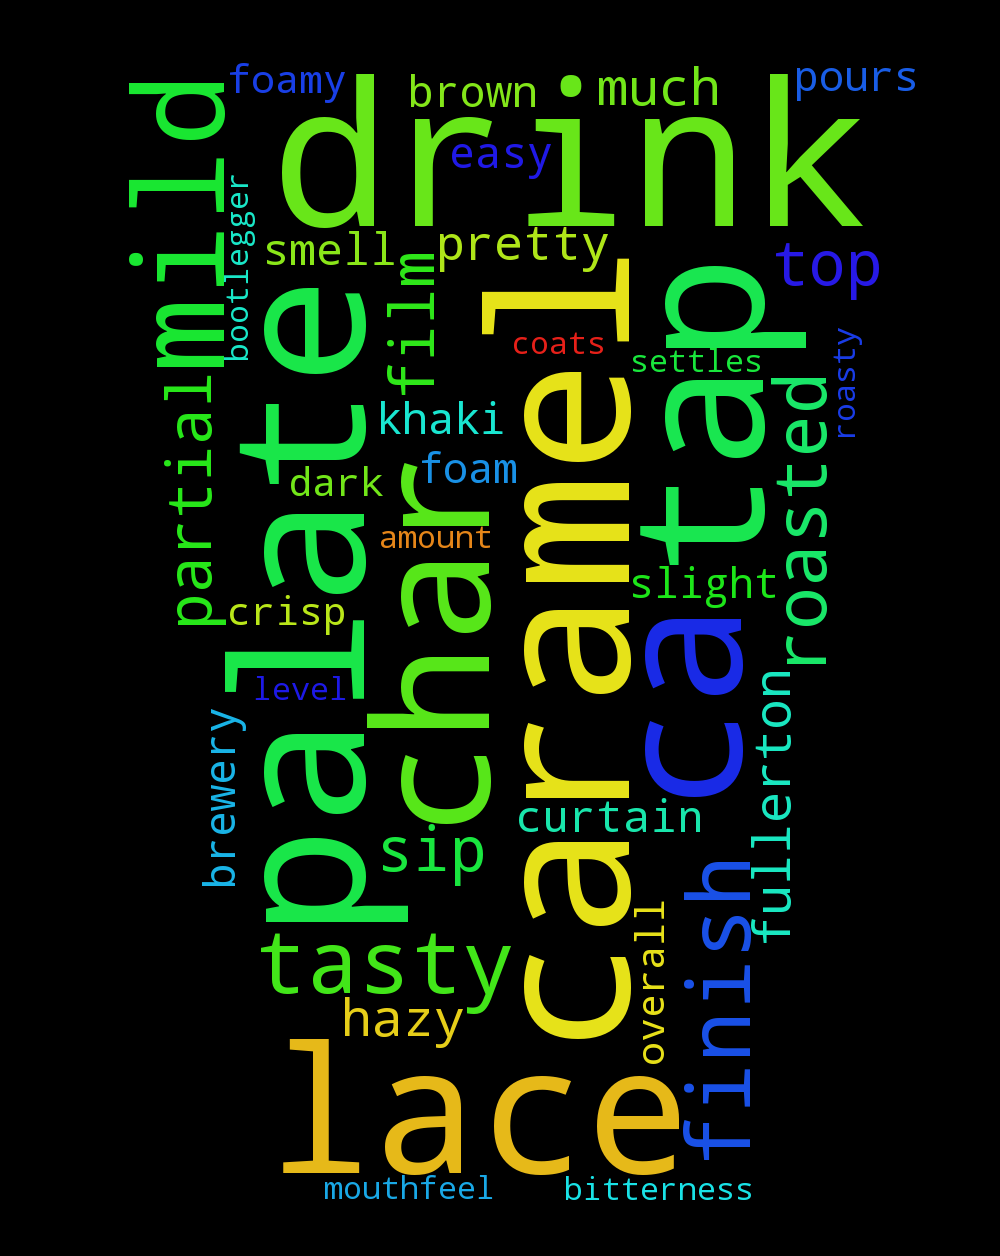 foamy
brown
much
pours
drink
easy
mild
bootlegger
smell
pretty
top
film
coats
settles
roasty
partial
palate
khaki
foam
dark
char
amount
caramel
tap
roasted
slight
crisp
level
cat
fullerton
brewery
curtain
sip
tasty
overall
finish
hazy
lace
mouthfeel
bitterness